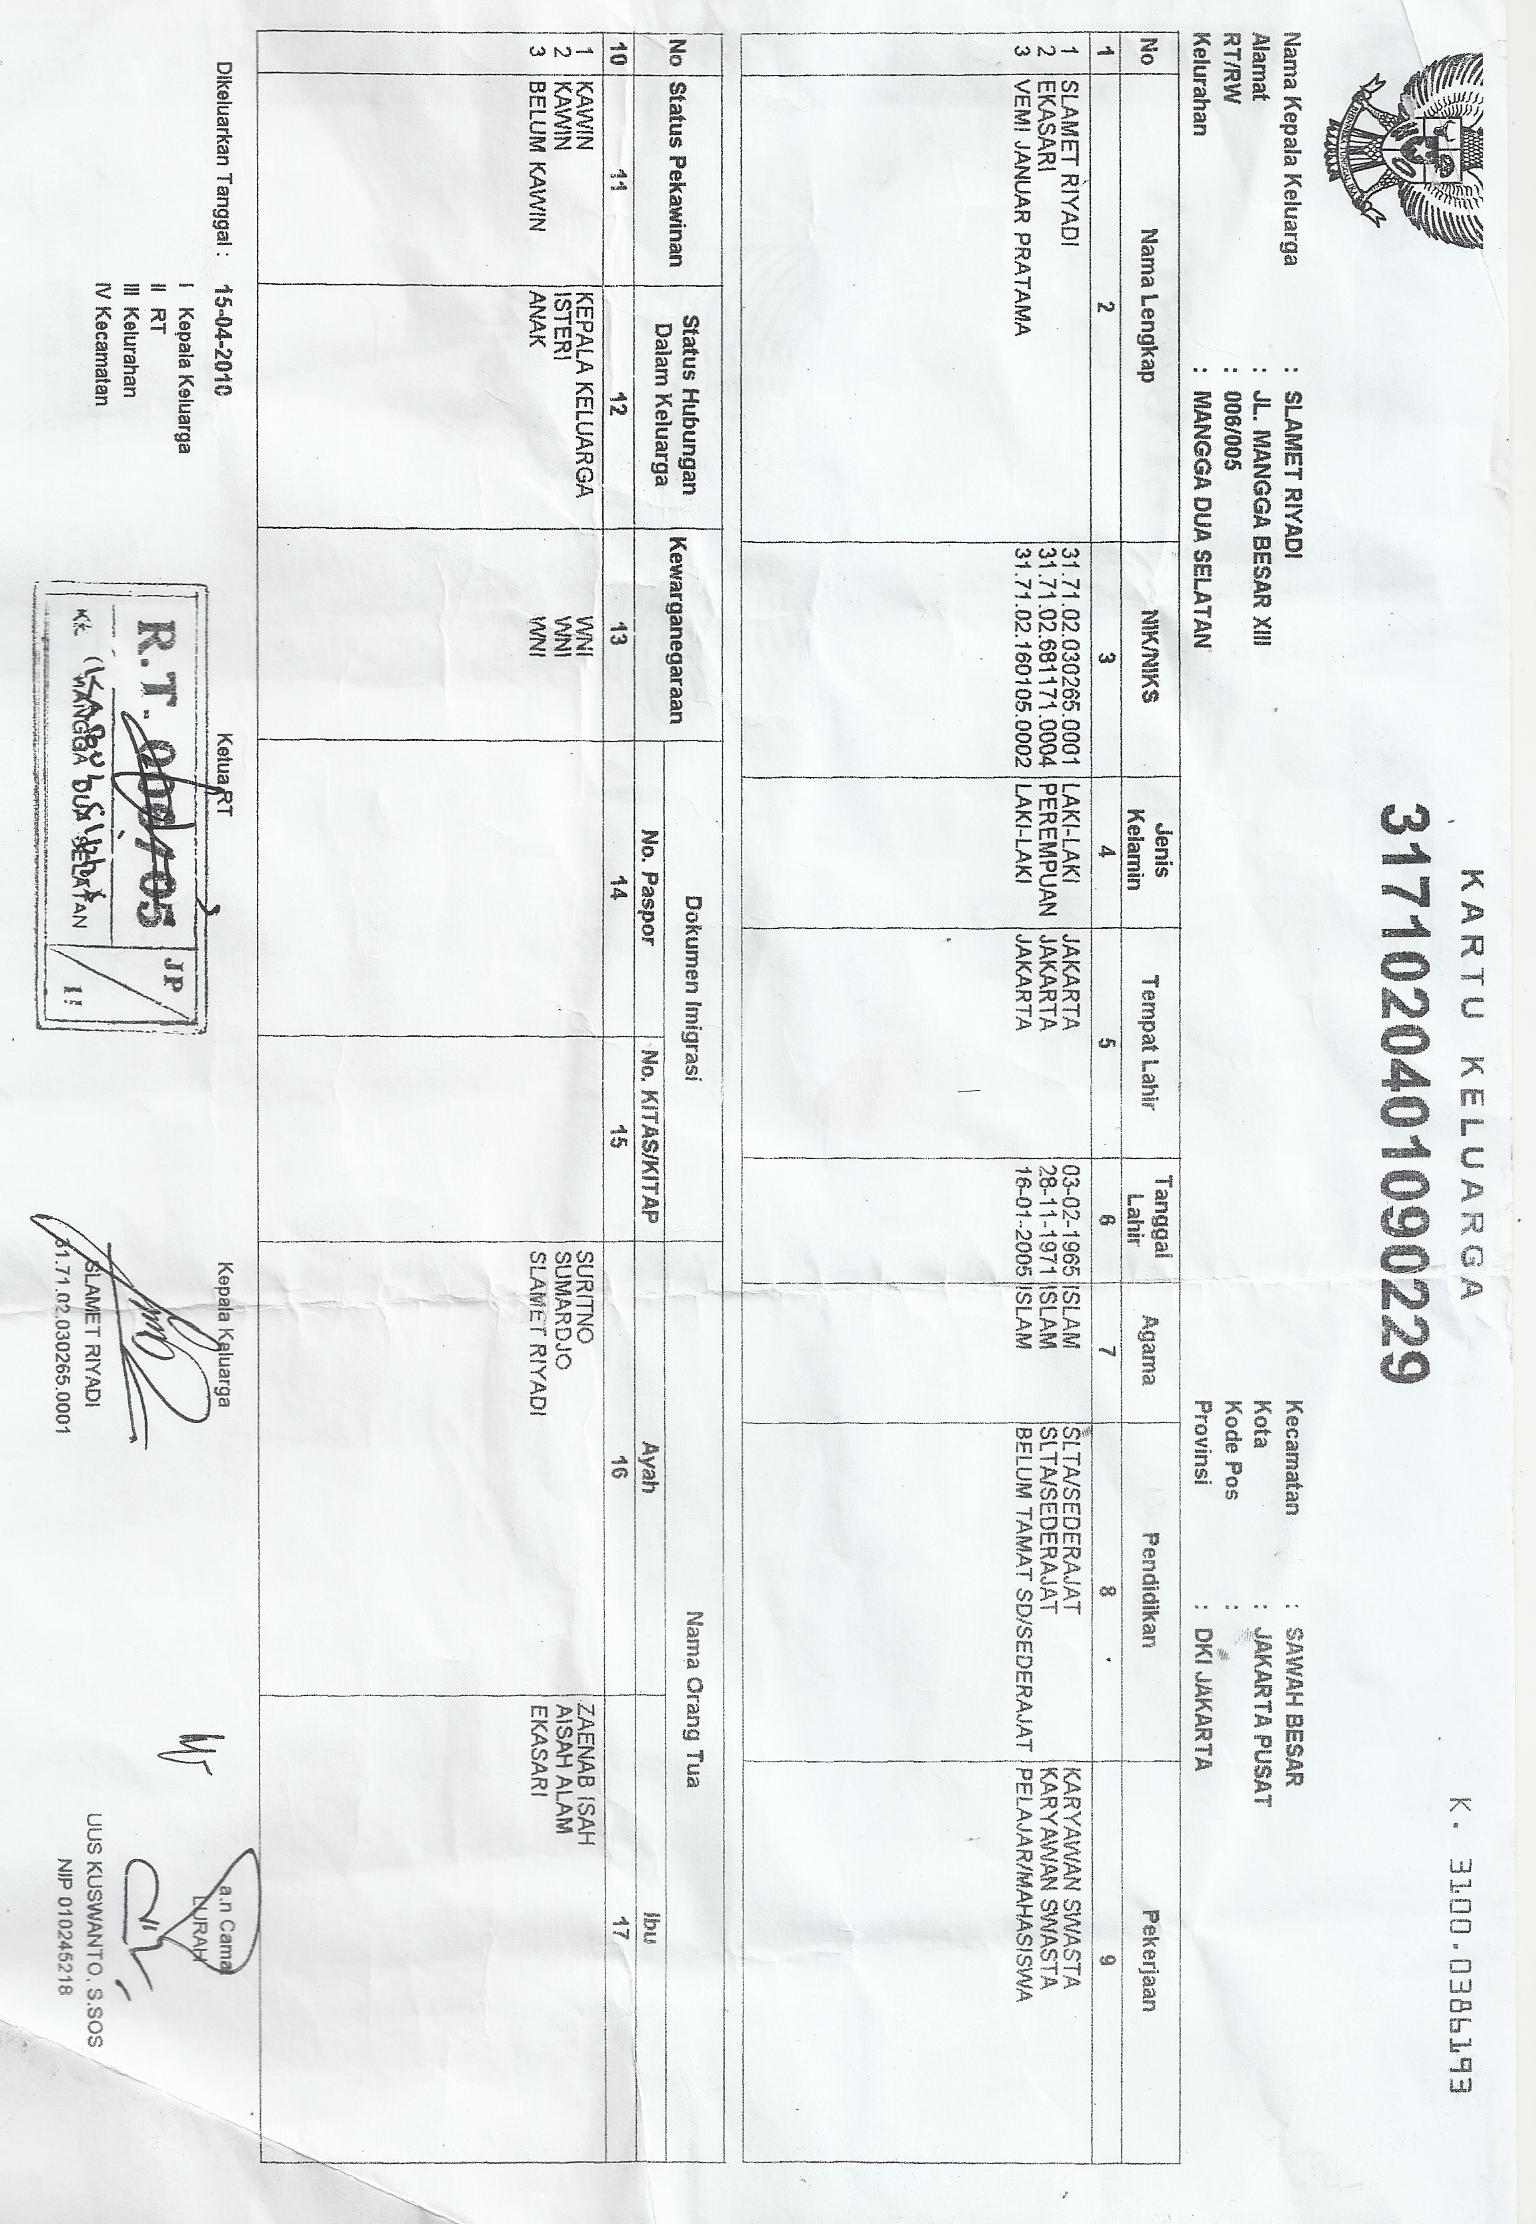 KARTU KELUARGA
K. 3100.0386193
3171020401090229
Nama Kepala Keluarga : SLAMET RIYADI
Alamat : JL. MANGGA BESAR XIII
RT/RW : 006/005
Kelurahan : MANGGA DUA SELATAN
Kecamatan : SAWAH BESAR
Kota : JAKARTA PUSAT
Kode Pos :
Provinsi : DKI JAKARTA
No Nama Lengkap NIK/NIKS Jenis Kelamin Tempat Lahir Tanggal Lahir Agama Pendidikan Pekerjaan
1 2 3 4 5 6 7 8 9
1 SLAMET RIYADI 31.71.02.030265.0001 LAKI-LAKI JAKARTA 03-02-1965 ISLAM SLTA/SEDERAJAT KARYAWAN SWASTA
2 EKASARI 31.71.02.681171.0004 PEREMPUAN JAKARTA 28-11-1971 ISLAM SLTA/SEDERAJAT KARYAWAN SWASTA
3 VEMI JANUAR PRATAMA 31.71.02.160105.0002 LAKI-LAKI JAKARTA 16-01-2005 ISLAM BELUM TAMAT SD/SEDERAJAT PELAJAR/MAHASISWA
No Status Pekawinan Status Hubungan Dalam Keluarga Kewarganegaraan Dokumen Imigrasi Nama Orang Tua
No. Paspor No. KITAS/KITAP Ayah Ibu
10 11 12 13 14 15 16 17
1 KAWIN KEPALA KELUARGA WNI SURITNO ZAENAB ISAH
2 KAWIN ISTERI WNI SUMARDJO AISAH ALAM
3 BELUM KAWIN ANAK WNI SLAMET RIYADI EKASARI
Dikeluarkan Tanggal : 15-04-2010
I Kepala Keluarga
II RT
III Kelurahan
IV Kecamatan
Ketua RT
R.T. 05
JP
MANGGA DUA SELATAN
Kepala Keluarga
SLAMET RIYADI
31.71.02.030265.0001
a.n Camat
LURAH
UUS KUSWANTO. S.SOS
NIP 010245218